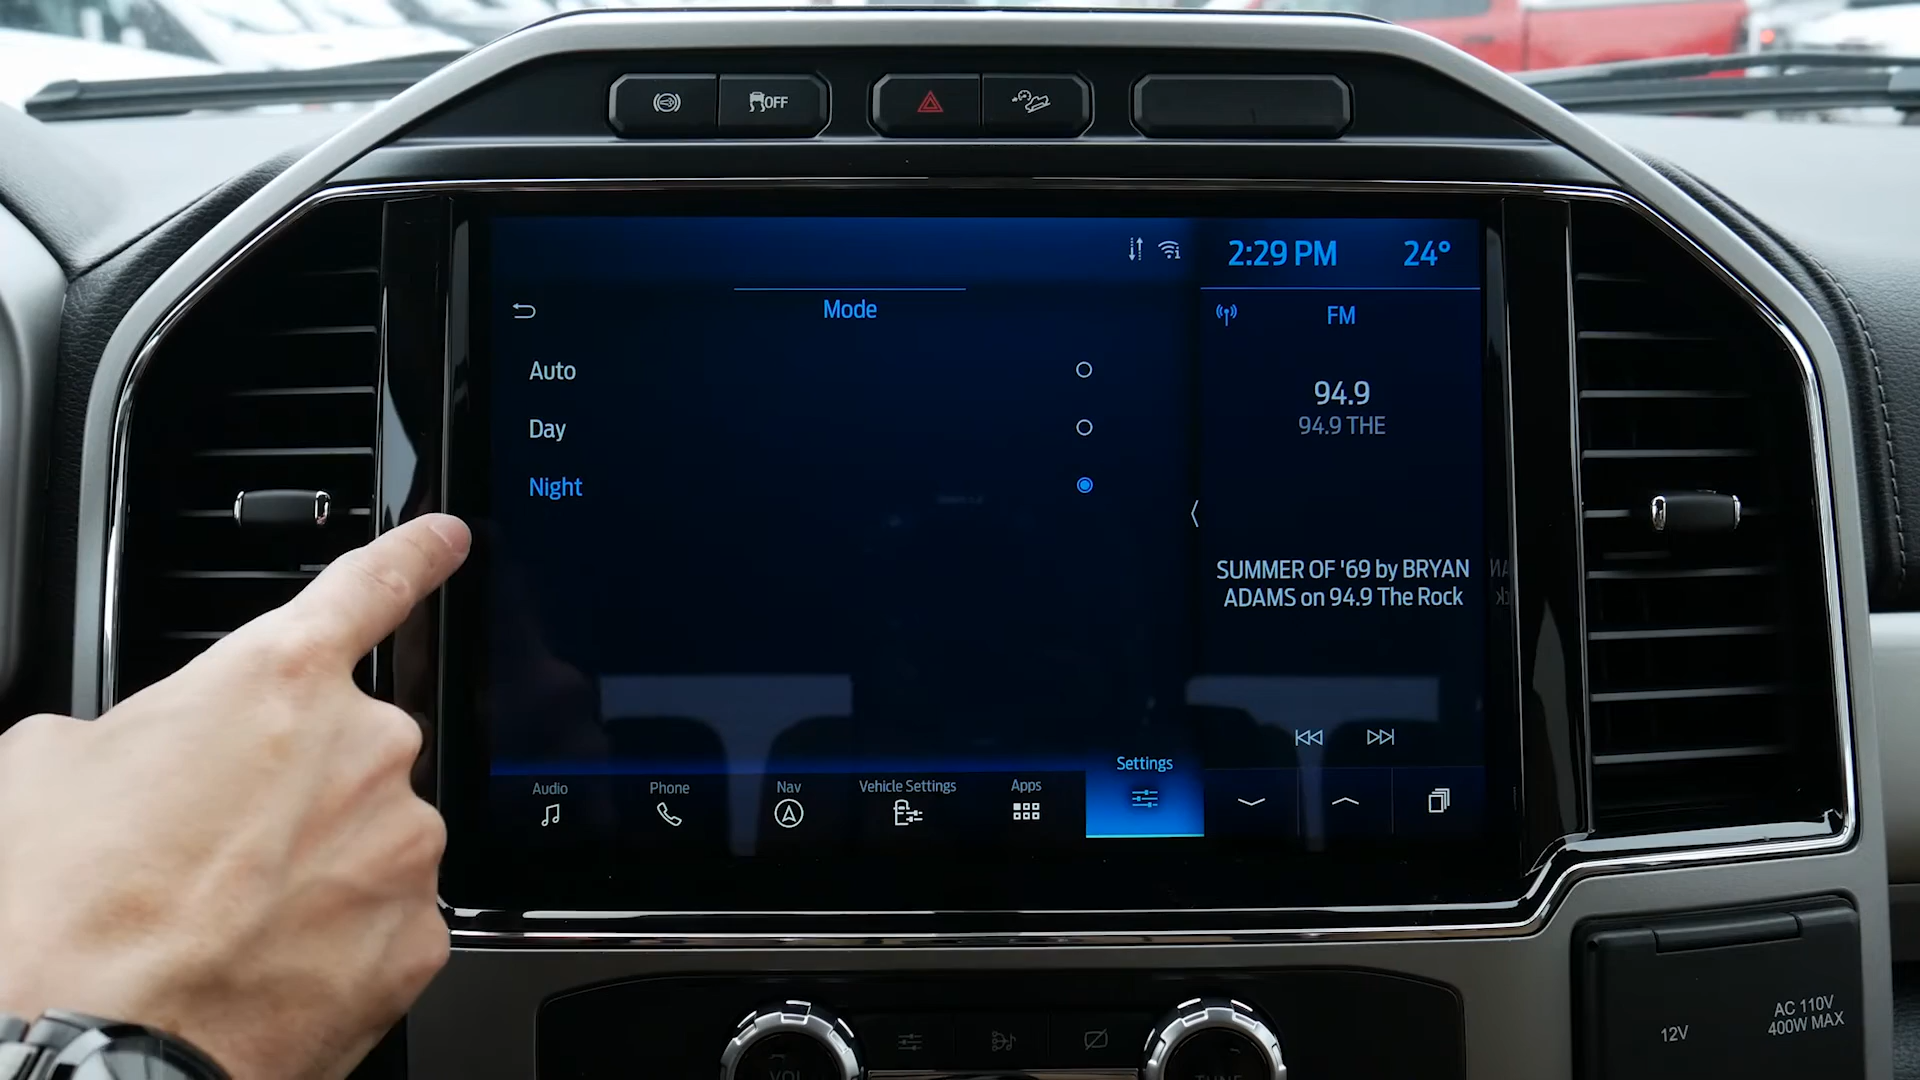 OFF
2:29 PM
24°
Mode
FM
Auto
94.9
94.9 THE
Day
Night
SUMMER OF '69 by BRYAN
ADAMS on 94.9 The Rock
Settings
Audio
Phone
Nav
Vehicle Settings
Apps
12V
AC 110V
400W MAX
VOL
TUNE